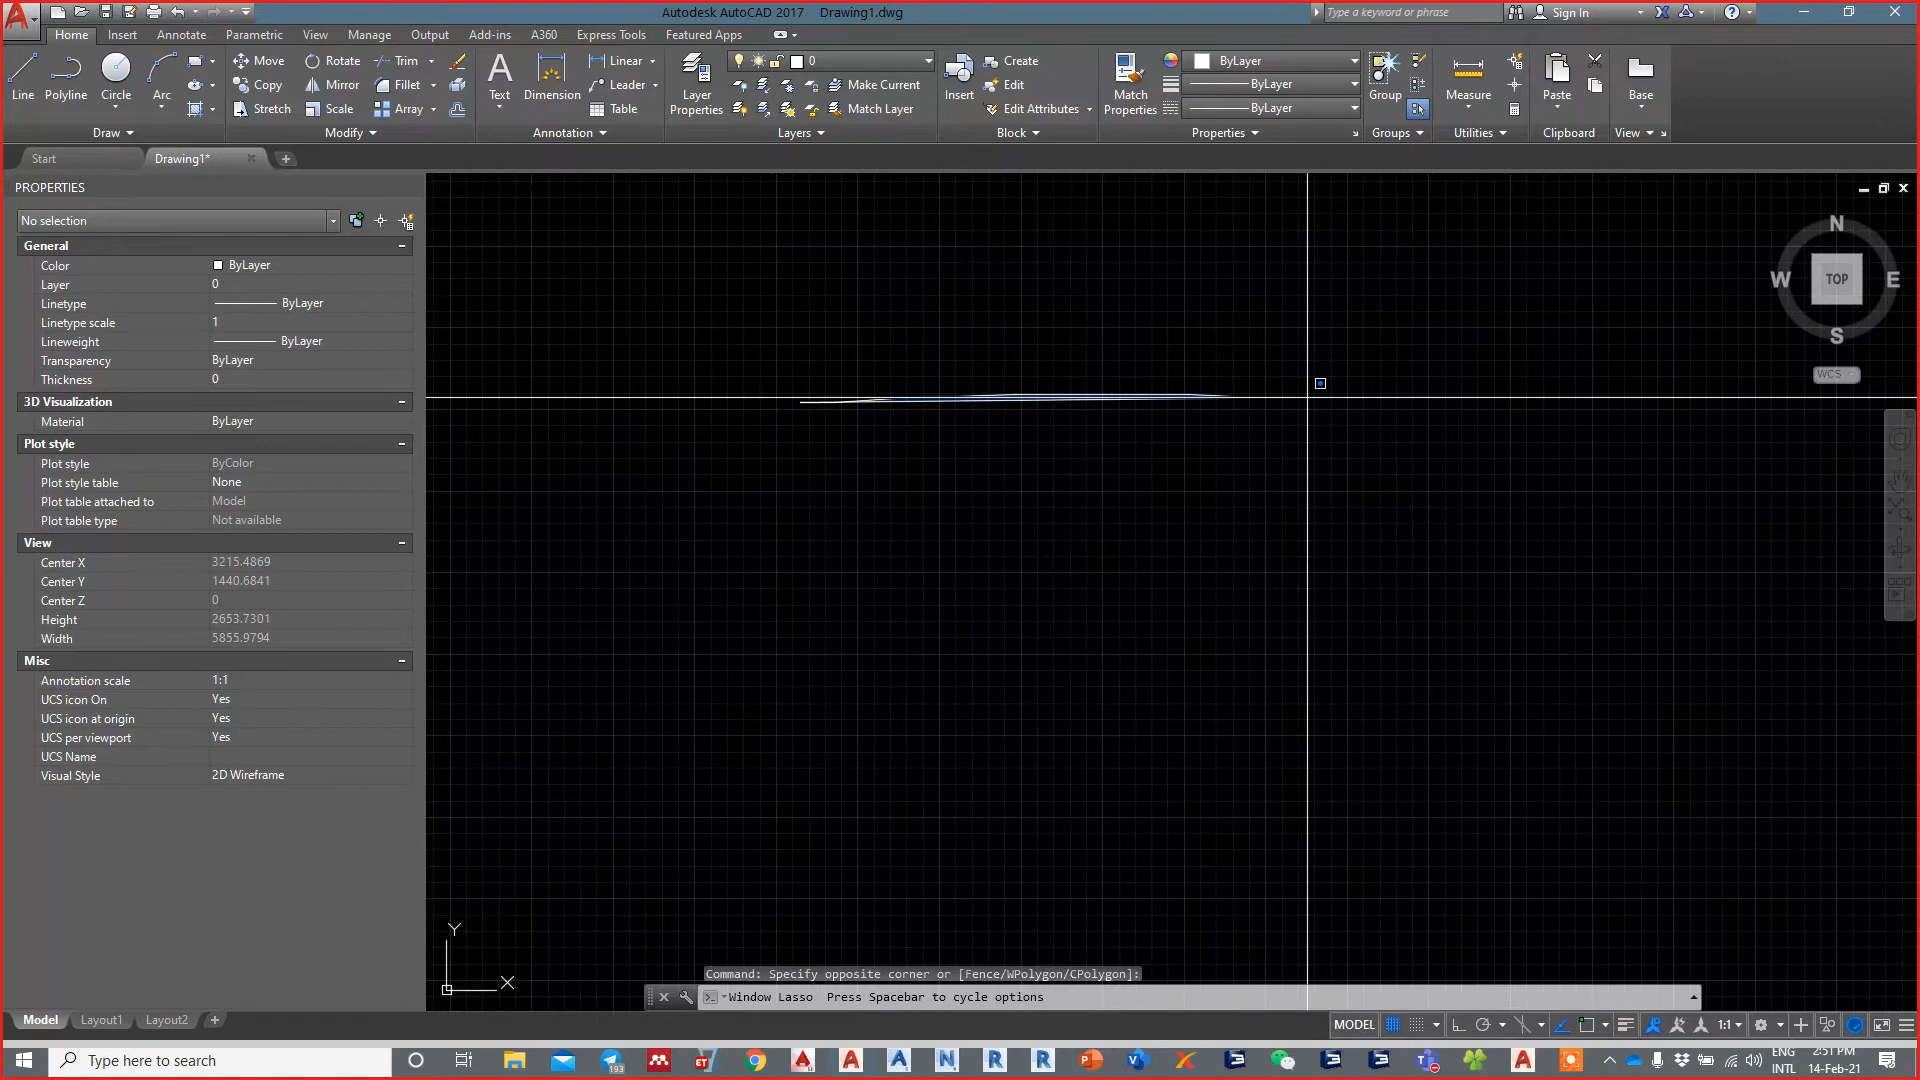 Autodesk AutoCAD 2017 Drawing1.dwg
Type a keyword or phrase
Sign In
Home Insert Annotate Parametric View Manage Output Add-ins A360 Express Tools Featured Apps
Line Polyline Circle Arc
Draw
Move Rotate Trim
Copy Mirror Fillet
Stretch Scale Array
Modify
Text Dimension
Linear
Leader
Table
Annotation
Layer Properties
0
Make Current
Match Layer
Layers
Insert
Create
Edit
Edit Attributes
Block
Match Properties
ByLayer
ByLayer
ByLayer
Properties
Group
Groups
Measure
Utilities
Paste
Clipboard
Base
View
Start Drawing1*
PROPERTIES
No selection
General
Color ByLayer
Layer 0
Linetype ByLayer
Linetype scale 1
Lineweight ByLayer
Transparency ByLayer
Thickness 0
3D Visualization
Material ByLayer
Plot style
Plot style ByColor
Plot style table None
Plot table attached to Model
Plot table type Not available
View
Center X 3215.4869
Center Y 1440.6841
Center Z 0
Height 2653.7301
Width 5855.9794
Misc
Annotation scale 1:1
UCS icon On Yes
UCS icon at origin Yes
UCS per viewport Yes
UCS Name
Visual Style 2D Wireframe
N
W TOP E
S
WCS
Y
X
Command: Specify opposite corner or [Fence/WPolygon/CPolygon]:
Window Lasso Press Spacebar to cycle options
Model Layout1 Layout2
MODEL 1:1
Type here to search
193
ENG
INTL
2:51 PM
14-Feb-21